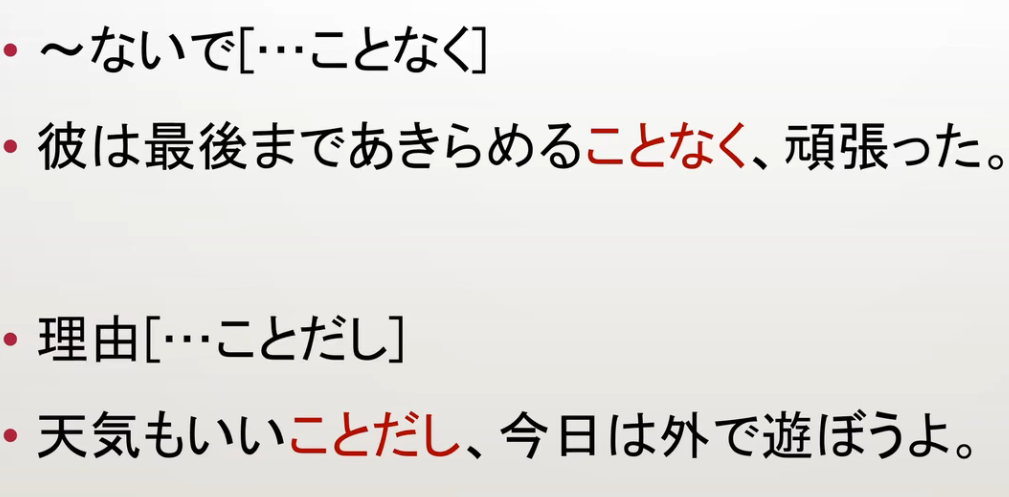 • ～ないで[…ことなく]
• 彼は最後まであきらめることなく、頑張った。
• 理由[…ことだし]
• 天気もいいことだし、今日は外で遊ぼうよ。